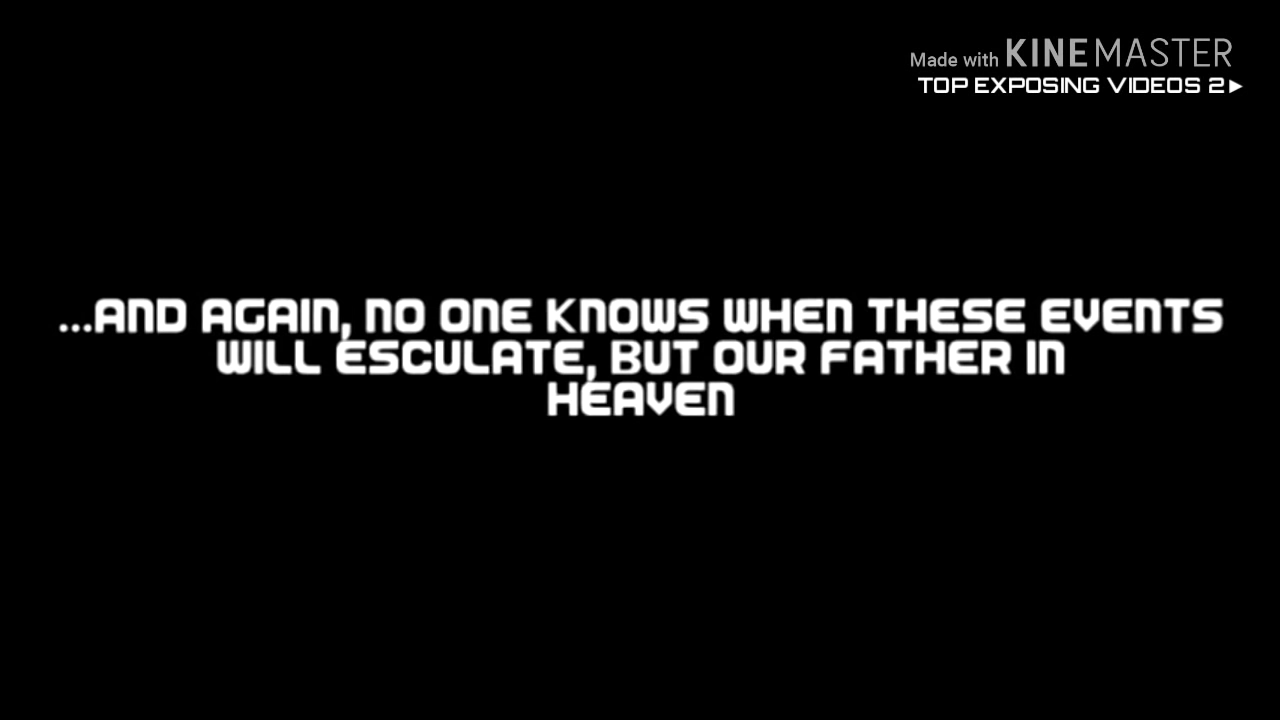 Made with KINEMASTER
TOP EXPOSING VIDEOS 2►
...AND AGAIN, NO ONE KNOWS WHEN THESE EVENTS
WILL ESCULATE, BUT OUR FATHER IN
HEAVEN